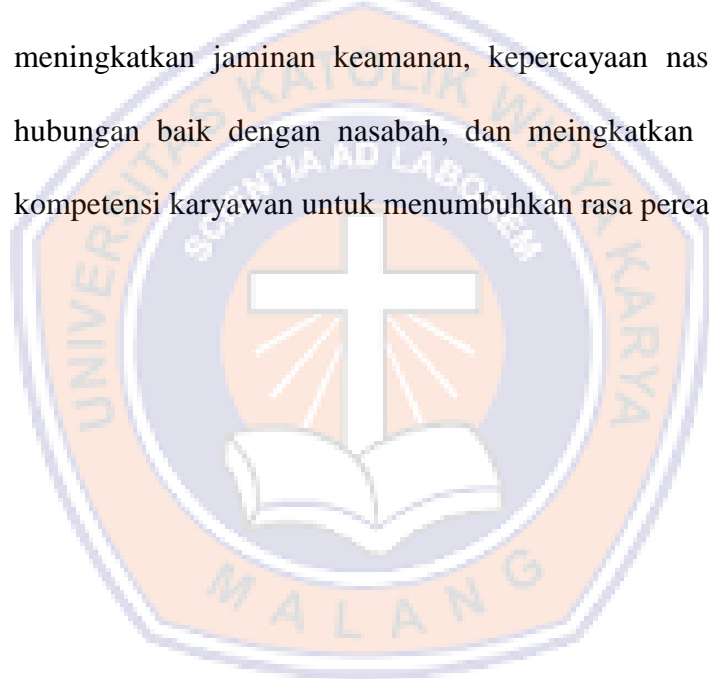 meningkatkan jaminan keamanan, kepercayaan nas
hubungan baik dengan nasabah, dan meingkatkan
kompetensi karyawan untuk menumbuhkan rasa perca
UNIVERSITAS KATOLIK WIDYA KARYA
SCIENTIA AD LABOREM
MALANG